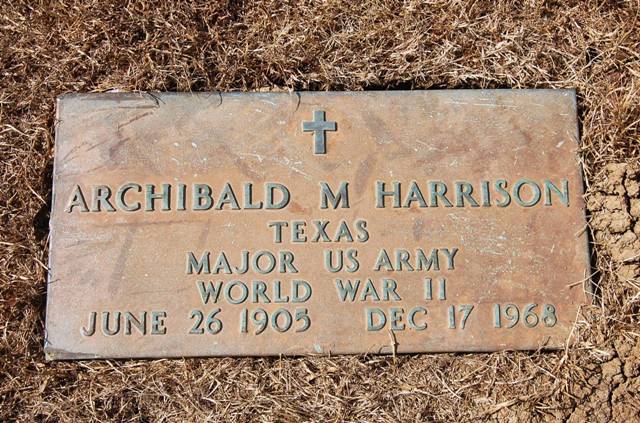 ARCHIBALD M HARRISON
TEXAS
MAJOR US ARMY
WORLD WAR II
JUNE 26 1905 DEC 17 1968